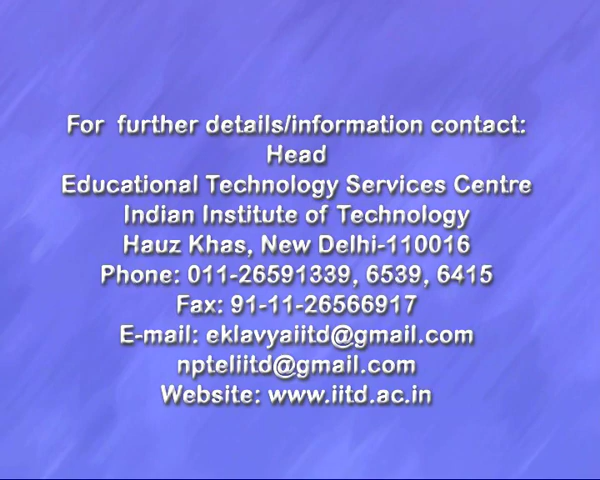 For further details/information contact:
Head
Educational Technology Services Centre
Indian Institute of Technology
Hauz Khas, New Delhi-110016
Phone: 011-26591339, 6539, 6415
Fax: 91-11-26566917
E-mail: eklavyaiitd@gmail.com
npteliitd@gmail.com
Website: www.iitd.ac.in